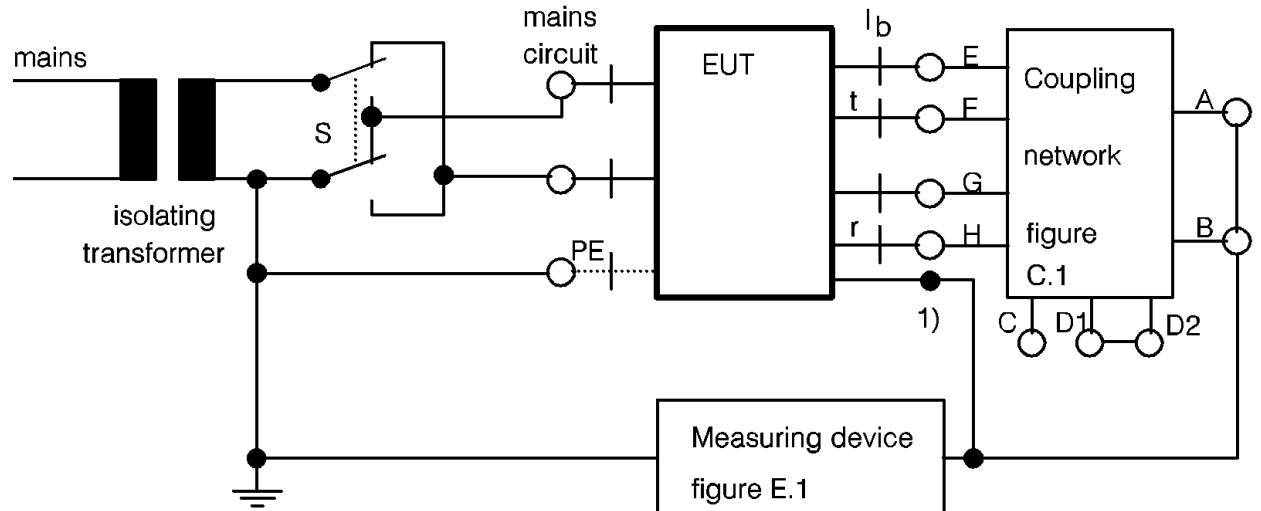 mains
isolating
transformer
S
mains
circuit
PE
EUT
I b
t
r
1)
E
F
G
H
Coupling
network
figure
C.1
A
B
C
D1
D2
Measuring device
figure E.1